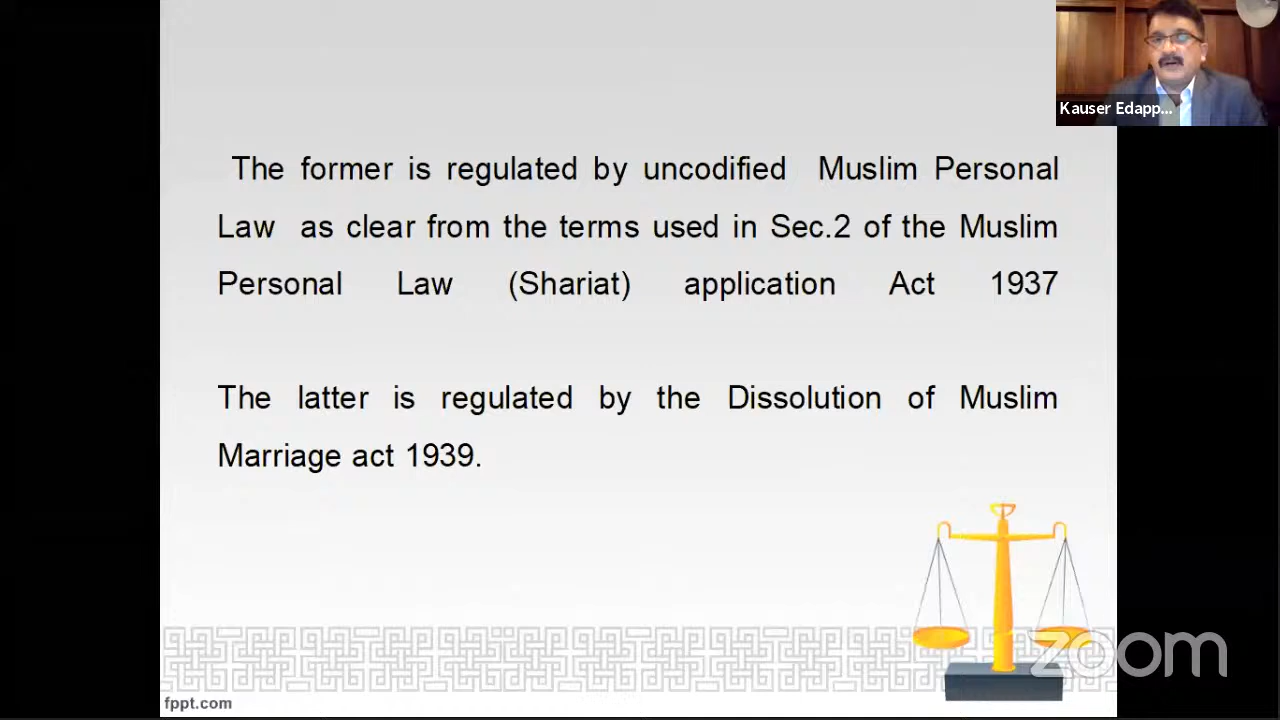 Kauser Edapp...
The former is regulated by uncodified Muslim Personal
Law as clear from the terms used in Sec.2 of the Muslim
Personal Law (Shariat) application Act 1937
The latter is regulated by the Dissolution of Muslim
Marriage act 1939.
zoom
fppt.com